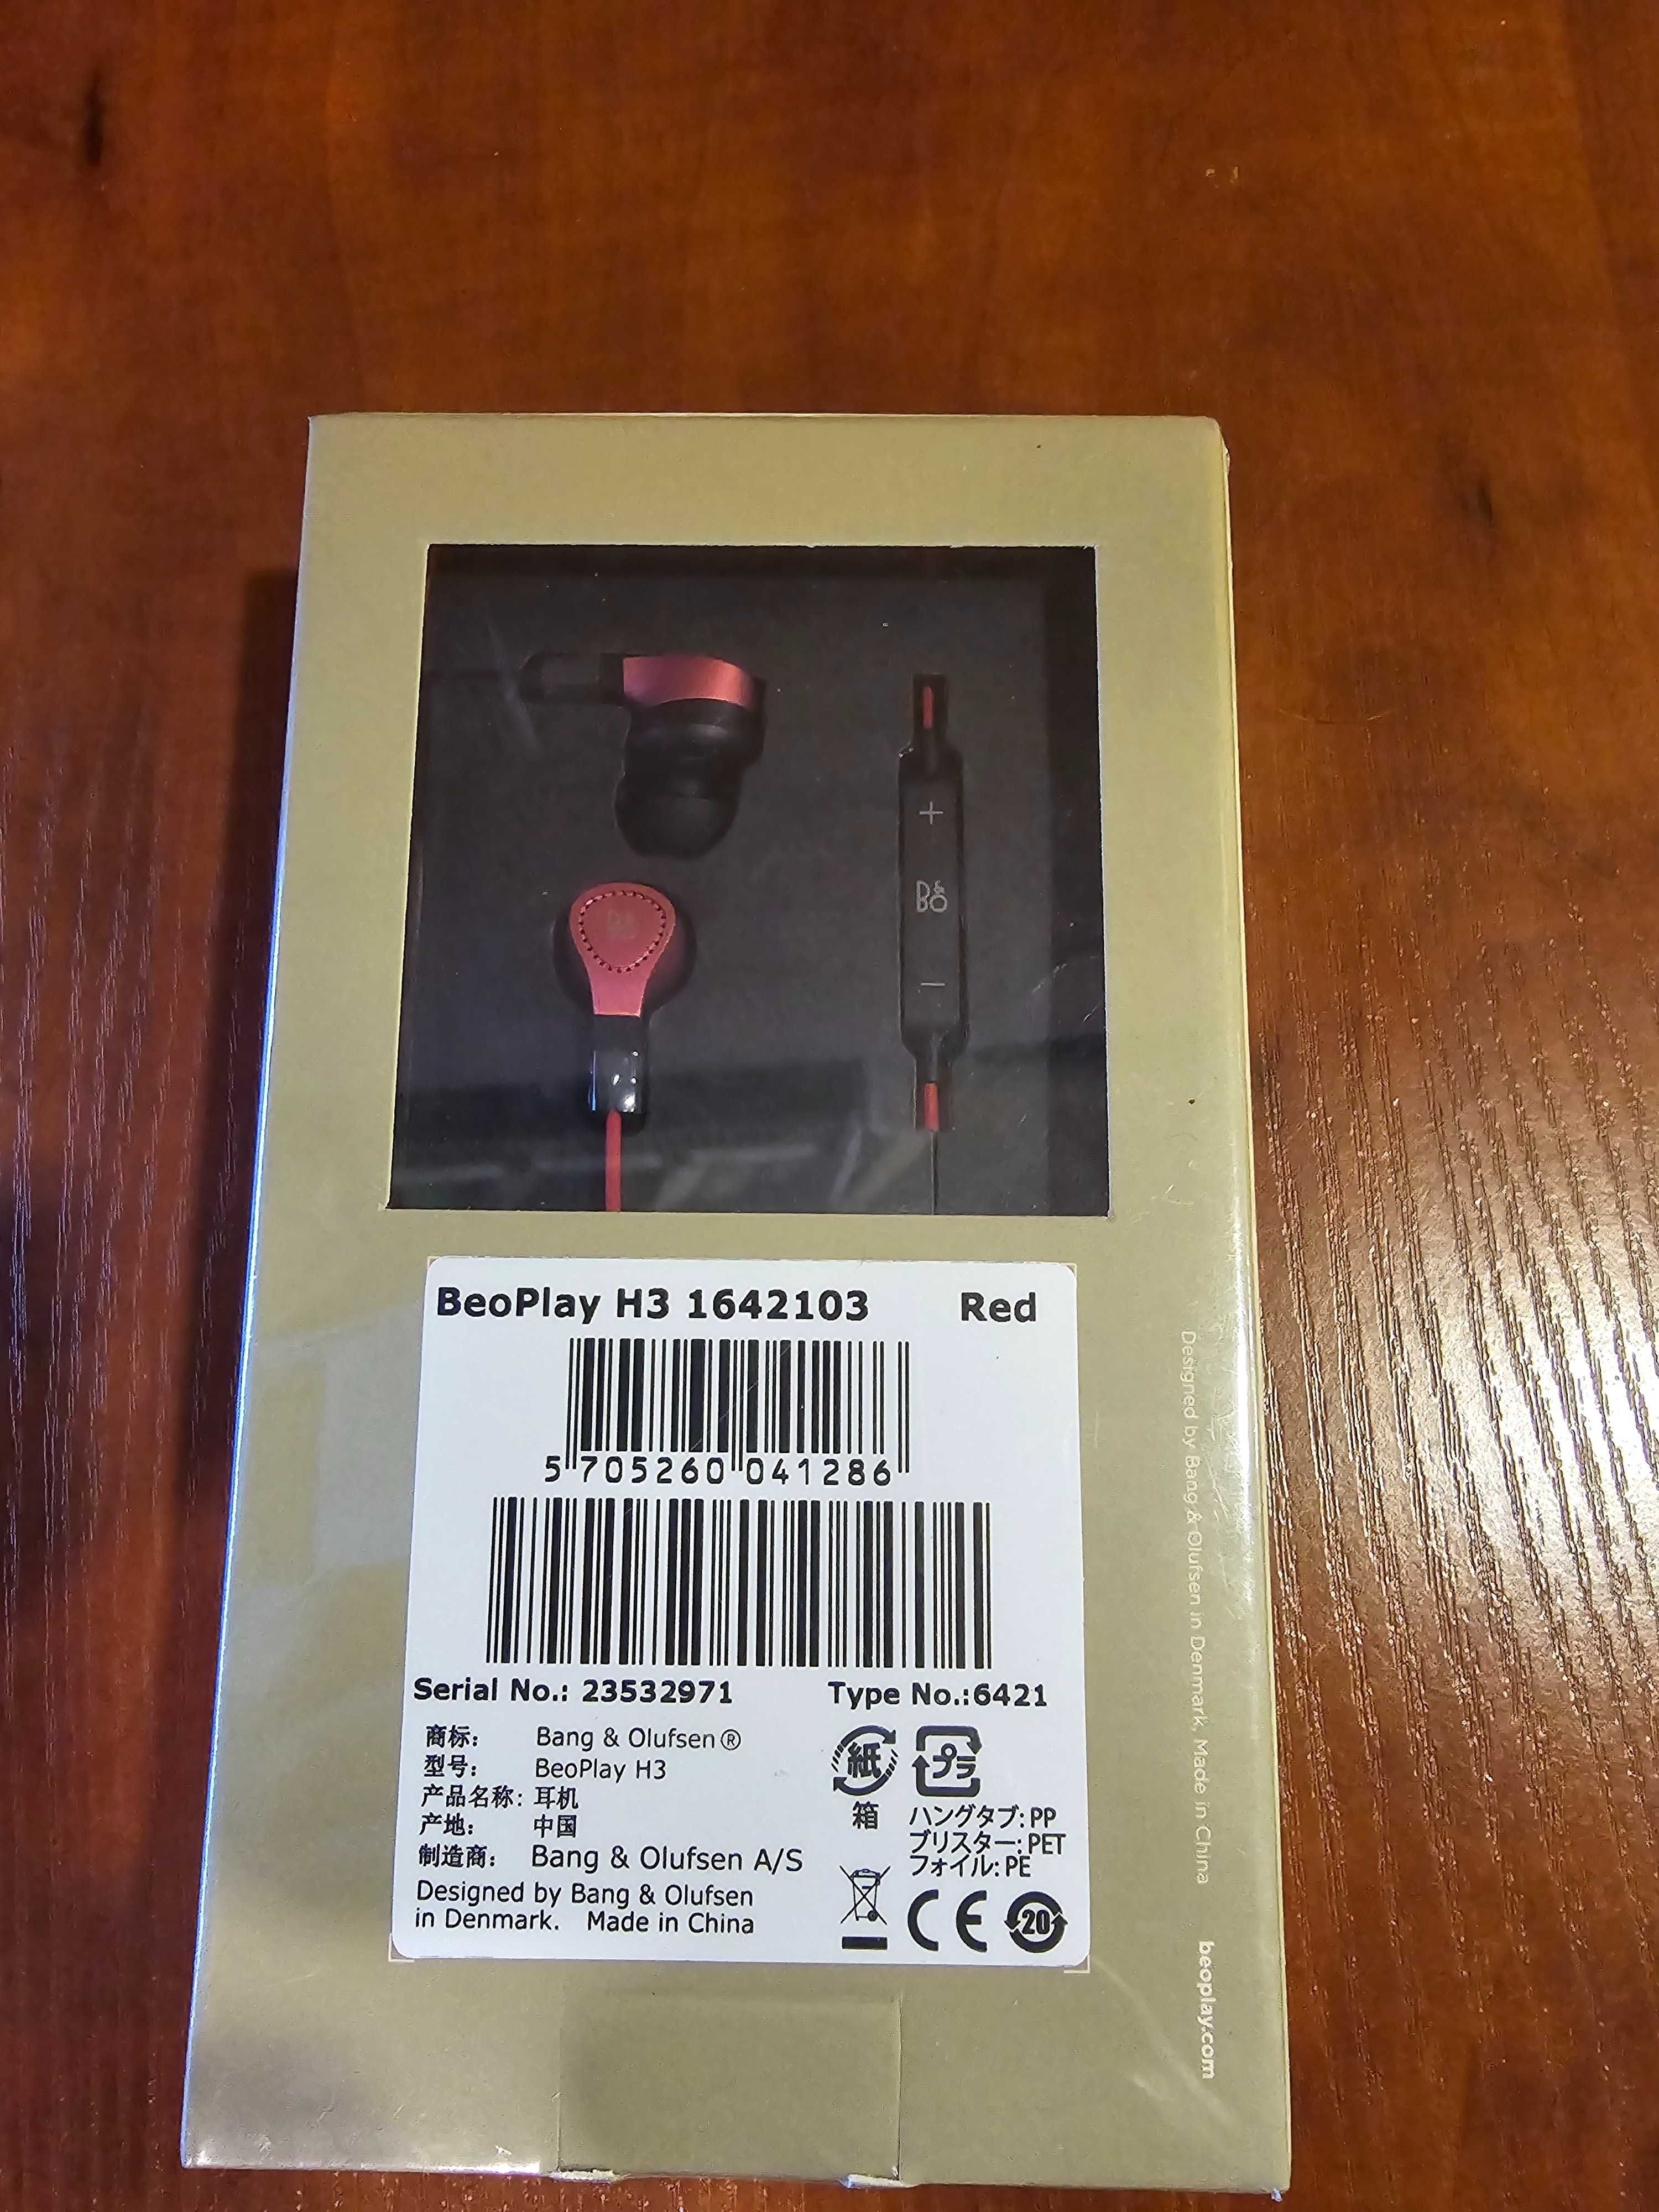 +
B&O
−
BeoPlay H3 1642103 Red
5 705260 041286
Serial No.: 23532971 Type No.:6421
商标: Bang & Olufsen®
型号: BeoPlay H3
产品名称: 耳机
产地: 中国
制造商: Bang & Olufsen A/S
Designed by Bang & Olufsen
in Denmark. Made in China
紙 プラ
箱
ハングタブ: PP
ブリスター: PET
フォイル: PE
CE 20
Designed by Bang & Olufsen in Denmark, Made in China beoplay.com